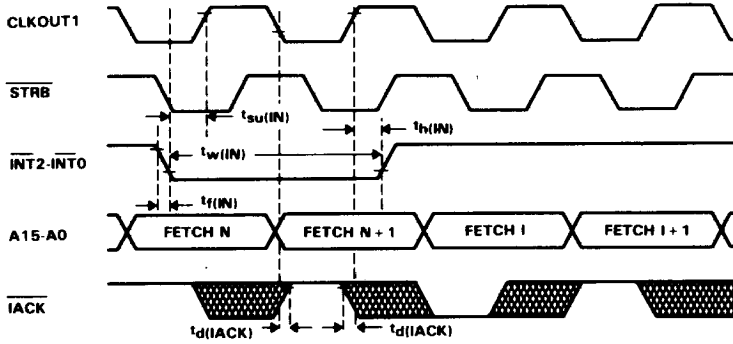 CLKOUT1
STRB
tsu(IN)
th(IN)
INT2-INT0
tw(IN)
tf(IN)
A15-A0
FETCH N
FETCH N + 1
FETCH I
FETCH I + 1
IACK
td(IACK)
td(IACK)